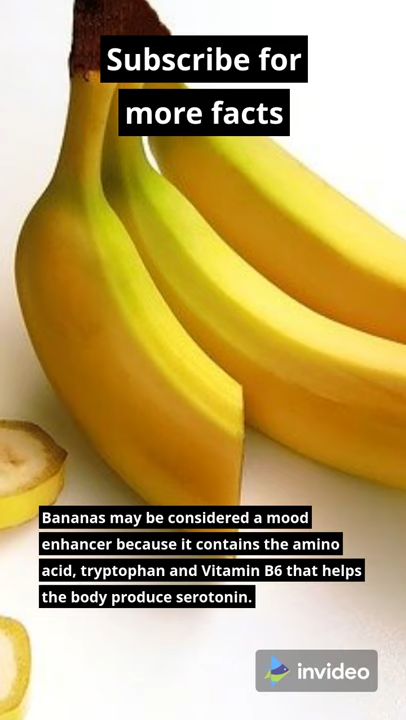 Subscribe for
more facts
Bananas may be considered a mood
enhancer because it contains the amino
acid, tryptophan and Vitamin B6 that helps
the body produce serotonin.
invideo